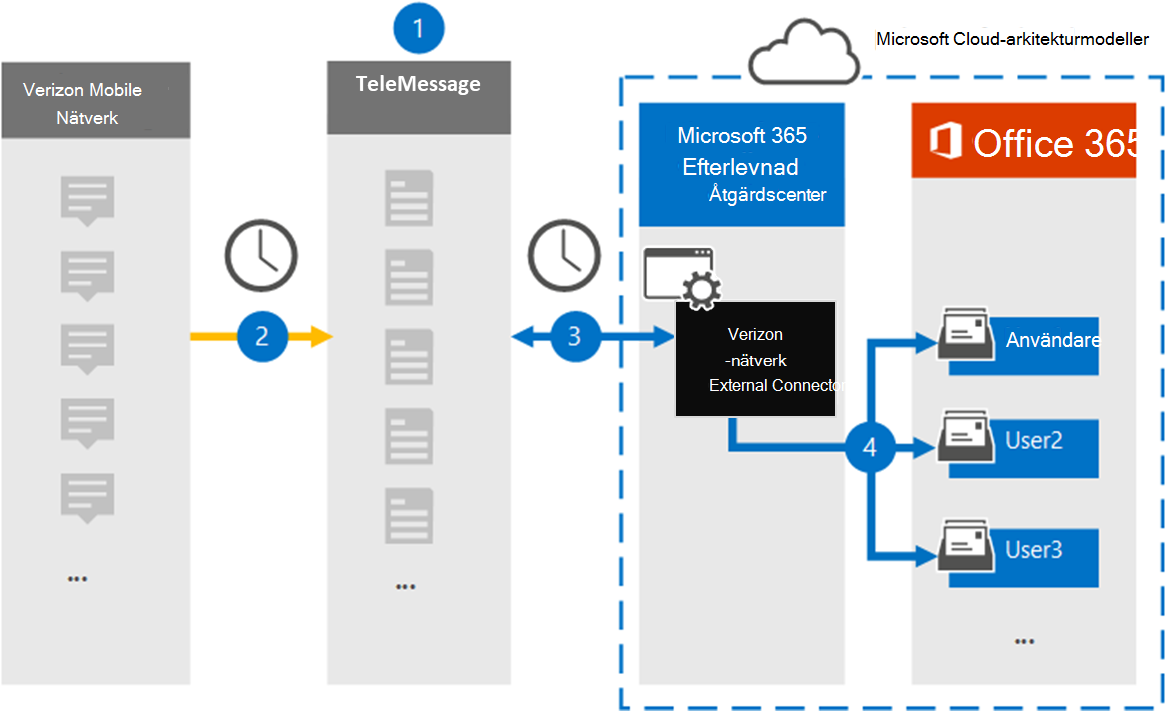 1
Microsoft Cloud-arkitekturmodeller
Verizon Mobile
Nätverk
TeleMessage
Microsoft 365
Efterlevnad
Åtgärdscenter
Office 365
2
3
Verizon
-nätverk
External Connector
4
Användare
User2
User3
...
...
...